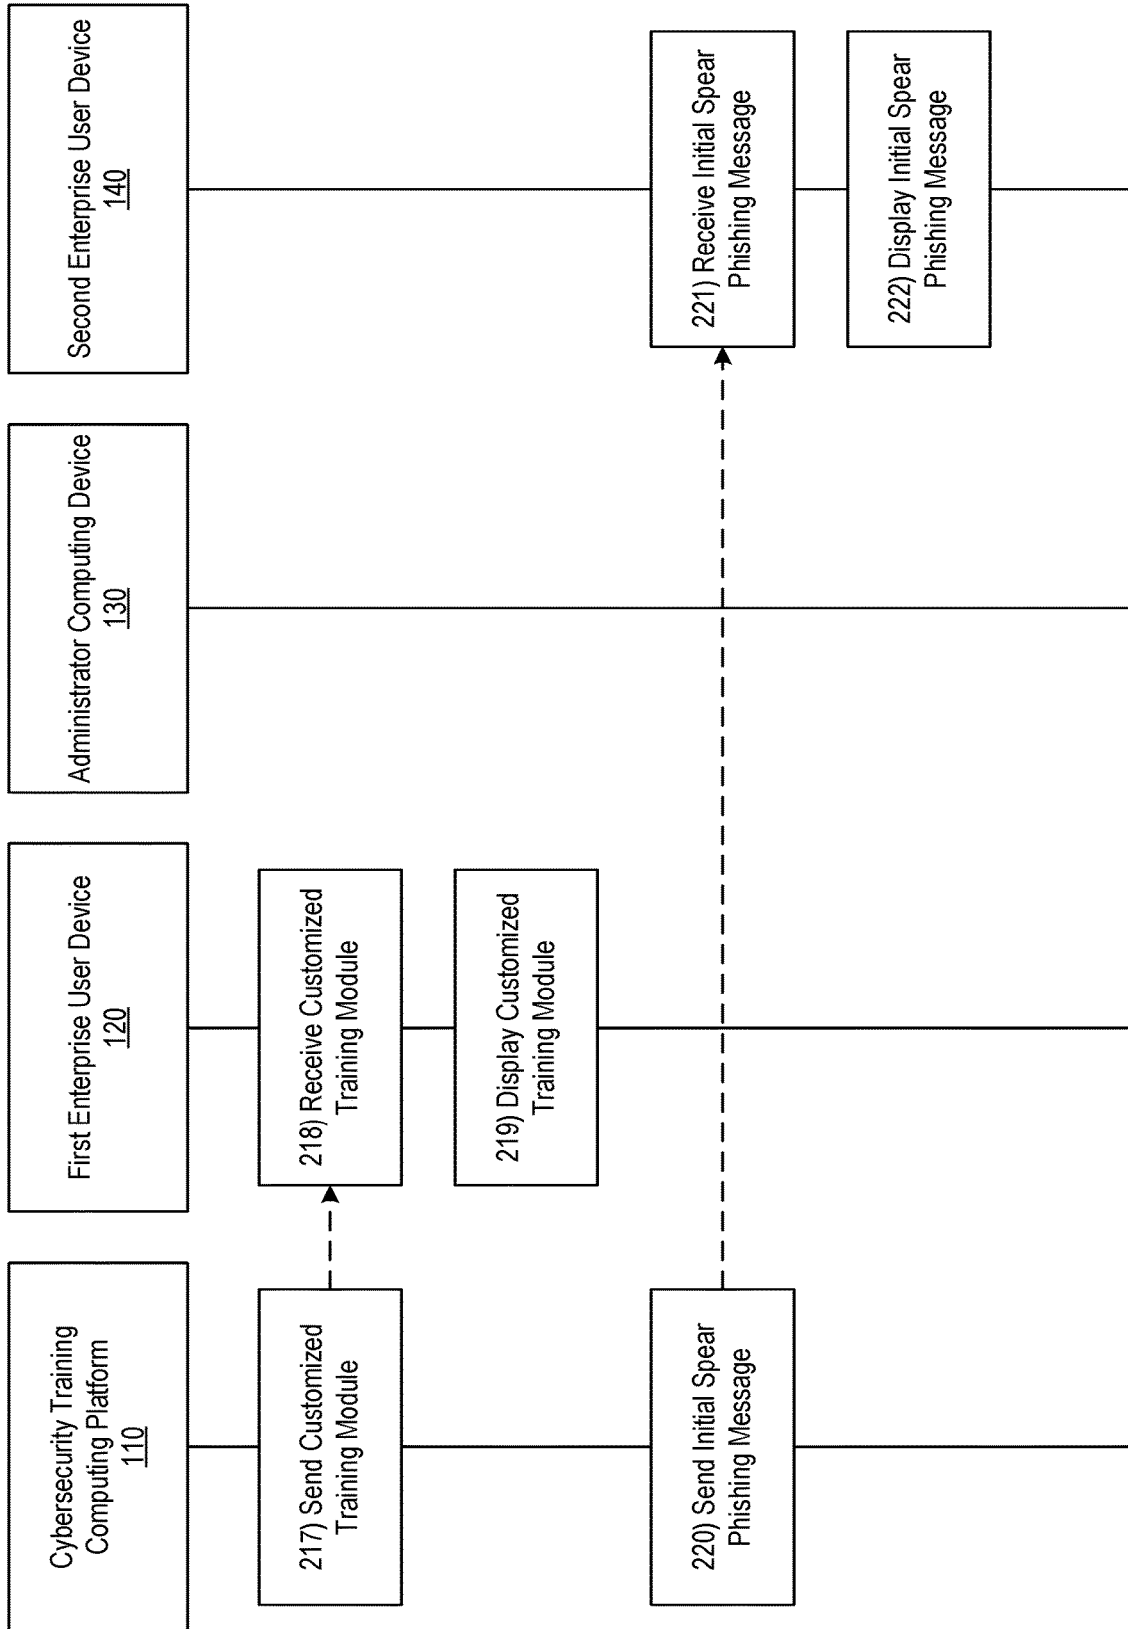 Cybersecurity Training
Computing Platform
110
First Enterprise User Device
120
Administrator Computing Device
130
Second Enterprise User Device
140
217) Send Customized
Training Module
218) Receive Customized
Training Module
219) Display Customized
Training Module
220) Send Initial Spear
Phishing Message
221) Receive Initial Spear
Phishing Message
222) Display Initial Spear
Phishing Message